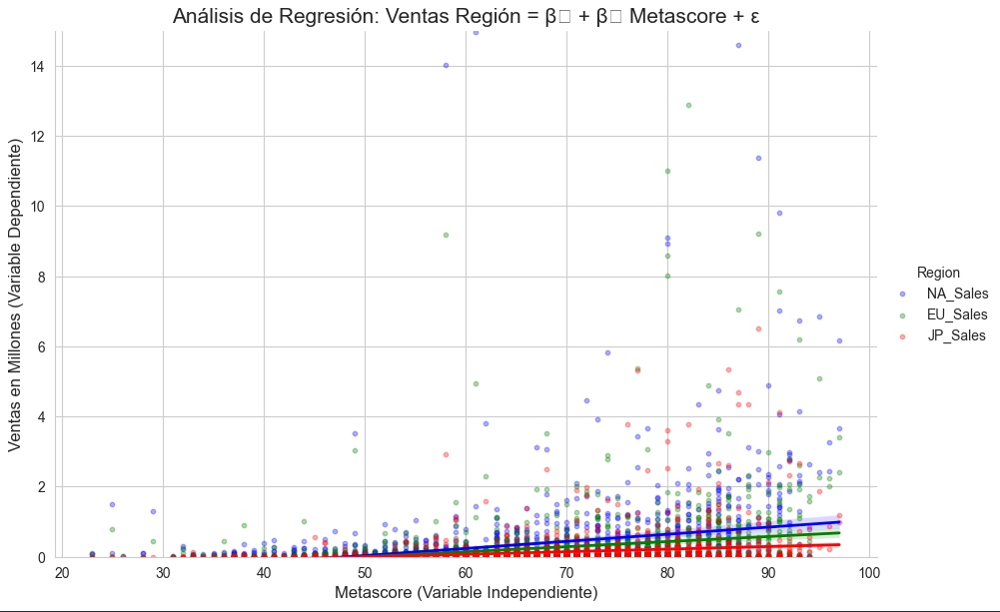 Análisis de Regresión: Ventas Región = β□ + β□ Metascore + ε
Ventas en Millones (Variable Dependiente)
14
12
10
8
6
4
2
0
20
30
40
50
60
70
80
90
100
Metascore (Variable Independiente)
Region
NA_Sales
EU_Sales
JP_Sales